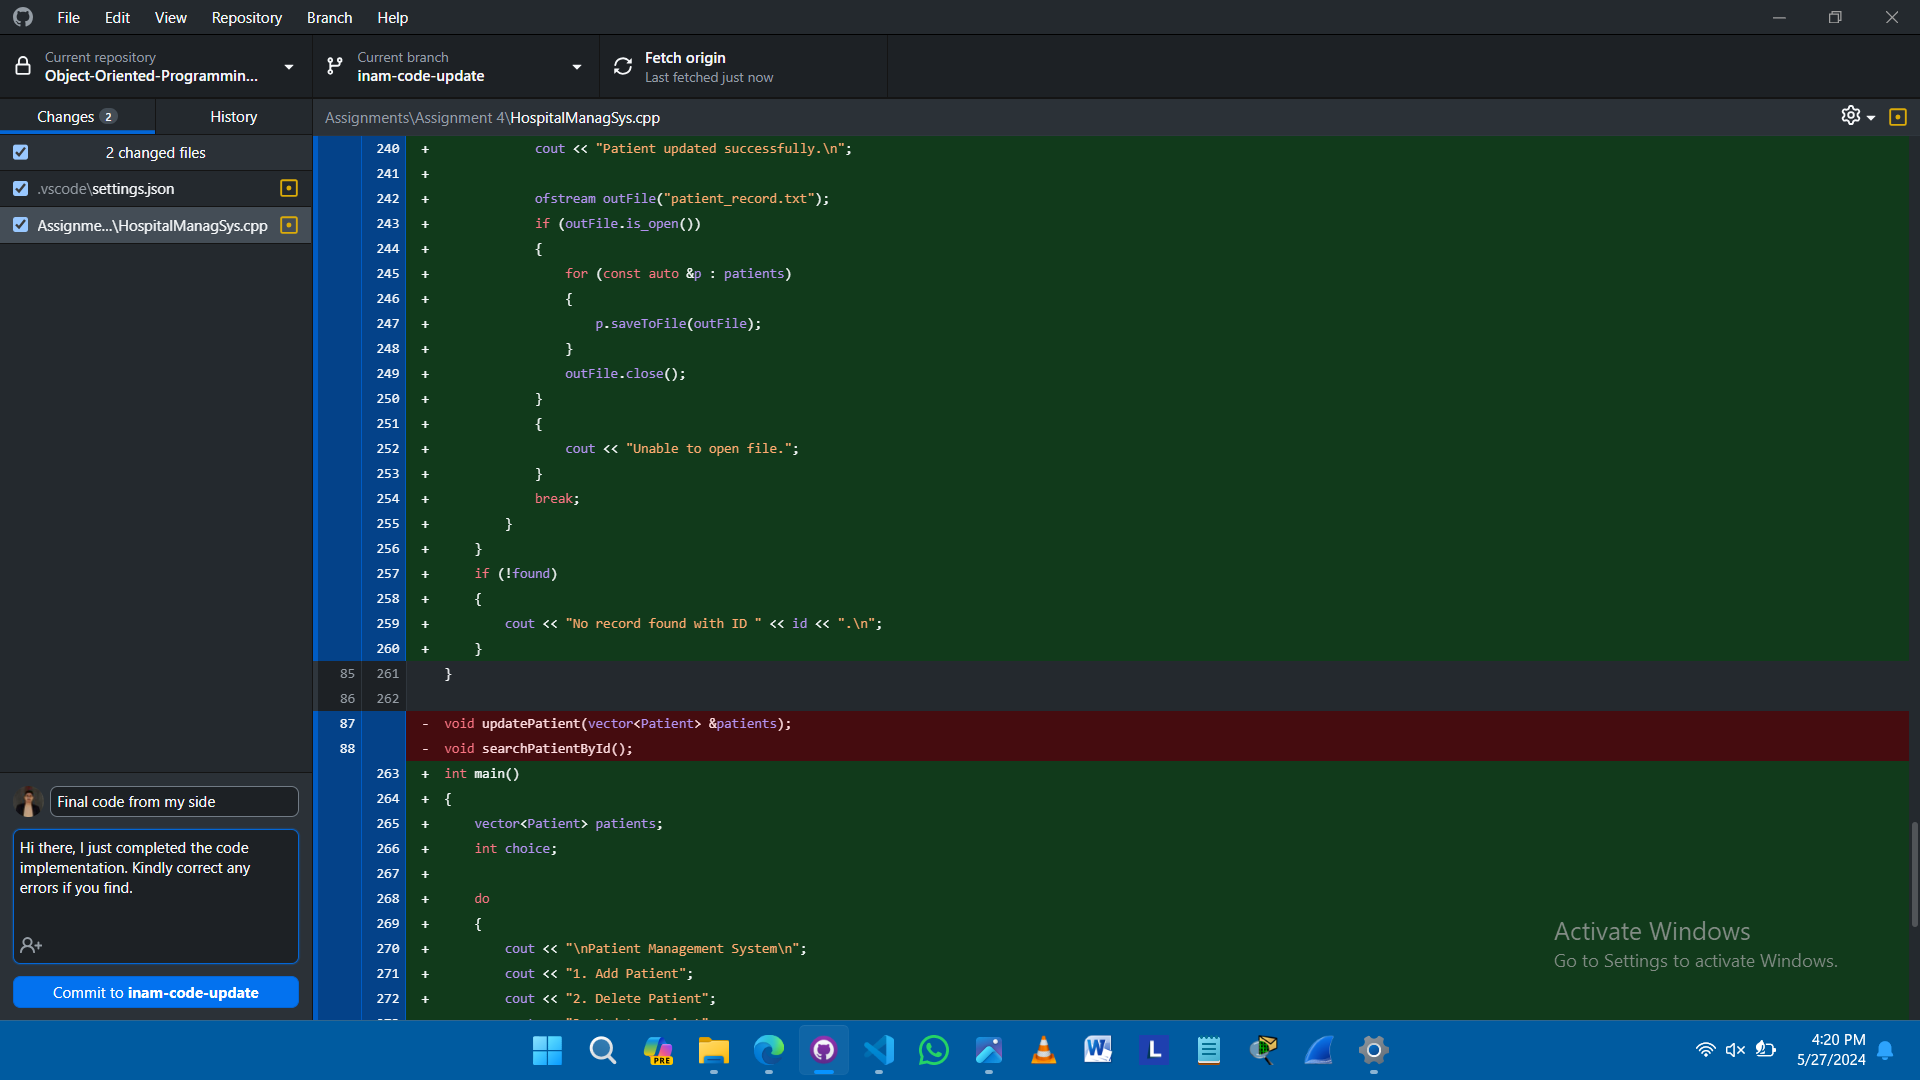 File Edit View Repository Branch Help
Current repository
Object-Oriented-Programmin...
Current branch
inam-code-update
Fetch origin
Last fetched just now
Changes 2
History
Assignments\Assignment 4\HospitalManagSys.cpp
2 changed files
.vscode\settings.json
Assignme...\HospitalManagSys.cpp
240 + cout << "Patient updated successfully.\n";
241 +
242 + ofstream outFile("patient_record.txt");
243 + if (outFile.is_open())
244 + {
245 + for (const auto &p : patients)
246 + {
247 + p.saveToFile(outFile);
248 + }
249 + outFile.close();
250 + }
251 + {
252 + cout << "Unable to open file.";
253 + }
254 + break;
255 + }
256 + }
257 + if (!found)
258 + {
259 + cout << "No record found with ID " << id << ".\n";
260 + }
85 261 }
86 262
87 - void updatePatient(vector<Patient> &patients);
88 - void searchPatientById();
263 + int main()
264 + {
265 + vector<Patient> patients;
266 + int choice;
267 +
268 + do
269 + {
270 + cout << "\nPatient Management System\n";
271 + cout << "1. Add Patient";
272 + cout << "2. Delete Patient";
Final code from my side
Hi there, I just completed the code
implementation. Kindly correct any
errors if you find.
Commit to inam-code-update
Activate Windows
Go to Settings to activate Windows.
PRE
W
L
4:20 PM
5/27/2024